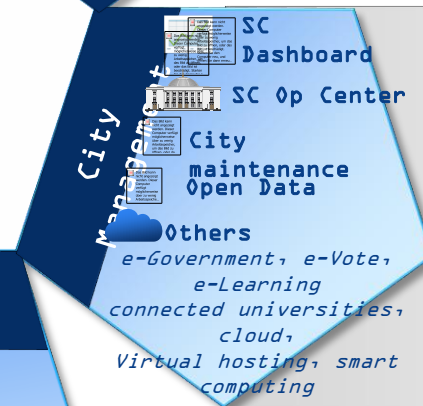 SC
Dashboard
SC Op Center
City
maintenance
Open Data
Others
e-Government, e-Vote,
e-Learning
connected universities,
cloud,
Virtual hosting, smart
computing
City
Management